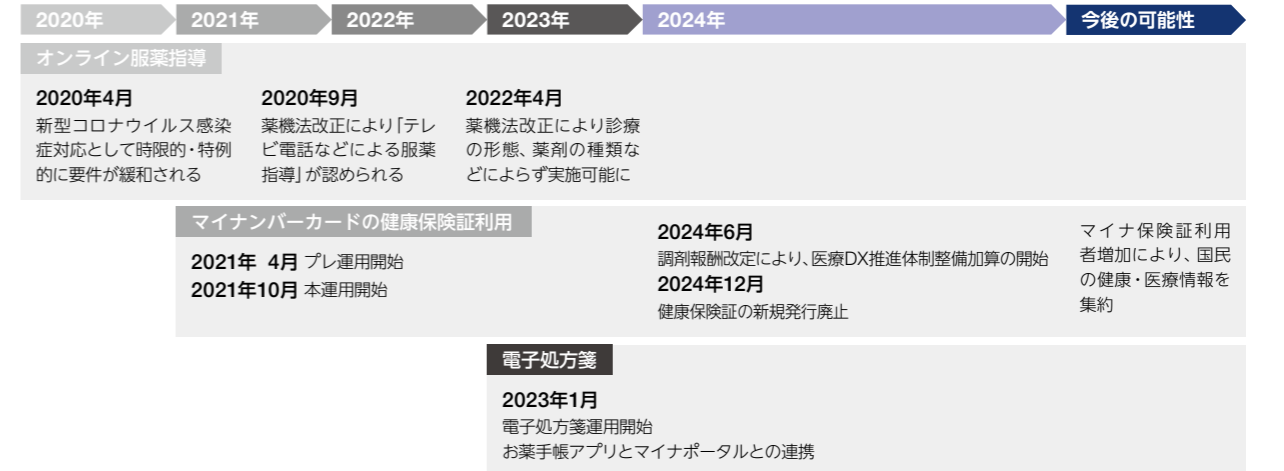 2020年
2021年
2022年
2023年
2024年
今後の可能性
オンライン服薬指導
2020年4月
新型コロナウイルス感染
症対応として時限的・特例
的に要件が緩和される
2020年9月
薬機法改正により「テレ
ビ電話などによる服薬
指導」が認められる
2022年4月
薬機法改正により診療
の形態、薬剤の種類な
どによらず実施可能に
マイナンバーカードの健康保険証利用
2021年 4月 プレ運用開始
2021年10月 本運用開始
2024年6月
調剤報酬改定により、医療DX推進体制整備加算の開始
2024年12月
健康保険証の新規発行廃止
マイナ保険証利用
者増加により、国民
の健康・医療情報を
集約
電子処方箋
2023年1月
電子処方箋運用開始
お薬手帳アプリとマイナポータルとの連携